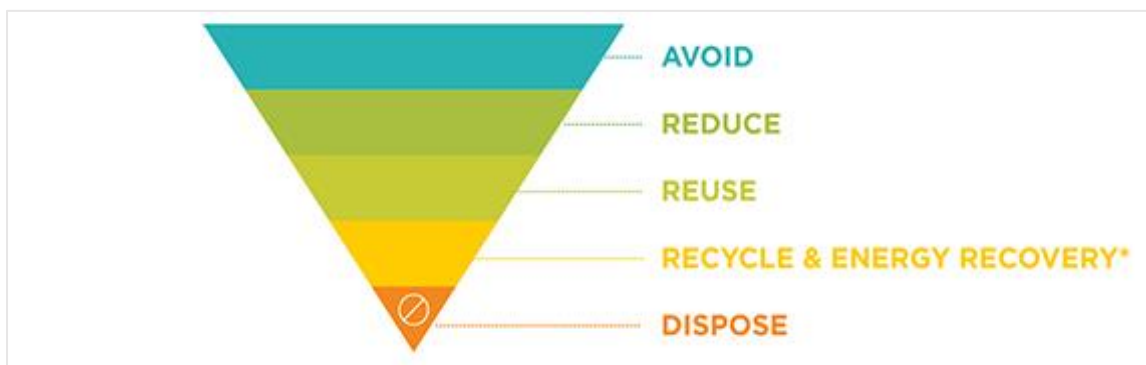 AVOID
REDUCE
REUSE
RECYCLE & ENERGY RECOVERY*
DISPOSE